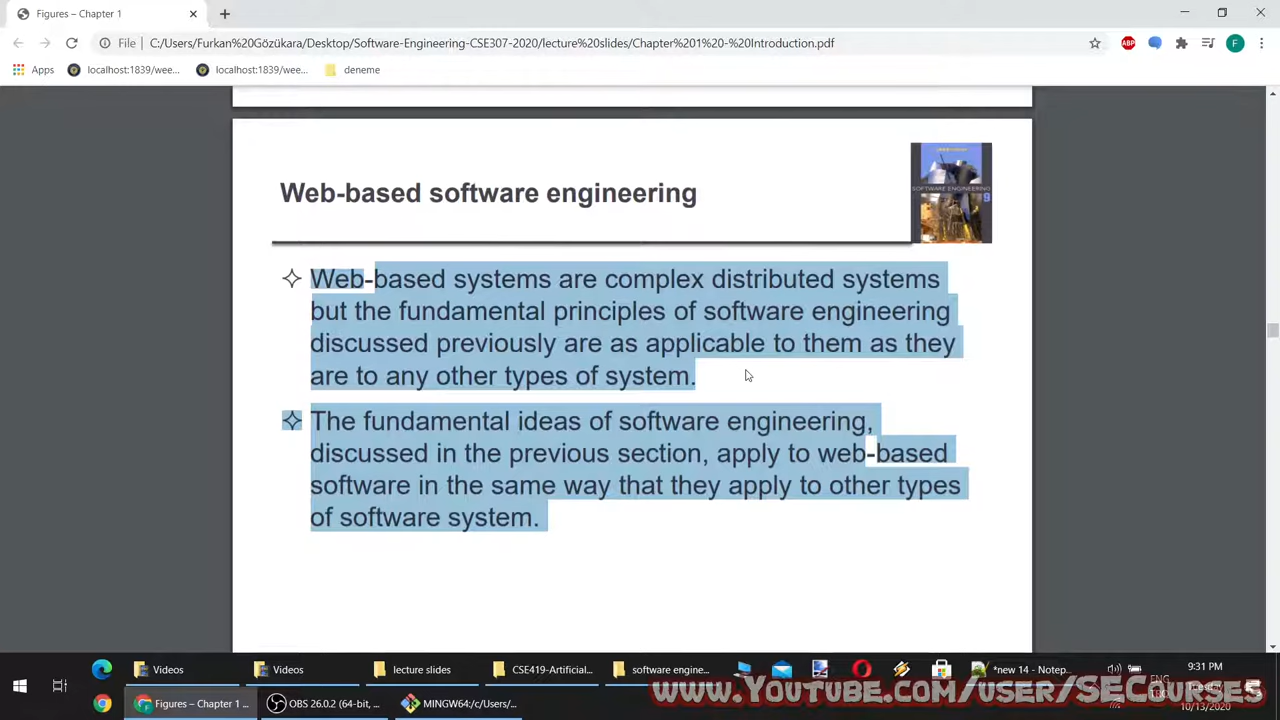 Figures – Chapter 1
File
C:/Users/Furkan%20Gözükara/Desktop/Software-Engineering-CSE307-2020/lecture%20slides/Chapter%201%20-%20Introduction.pdf
ABP
F
Apps
localhost:1839/wee...
localhost:1839/wee...
deneme
Web-based software engineering
SOFTWARE ENGINEERING
9
Web-based systems are complex distributed systems
but the fundamental principles of software engineering
discussed previously are as applicable to them as they
are to any other types of system.
The fundamental ideas of software engineering,
discussed in the previous section, apply to web-based
software in the same way that they apply to other types
of software system.
Videos
Videos
lecture slides
CSE419-Artificial...
software enginee...
*new 14 - Notep...
9:31 PM
ENG
10/13/2020
Figures – Chapter 1 ...
OBS 26.0.2 (64-bit, ...
MINGW64:/c/Users/...
www.Youtube.com/user/SECourses